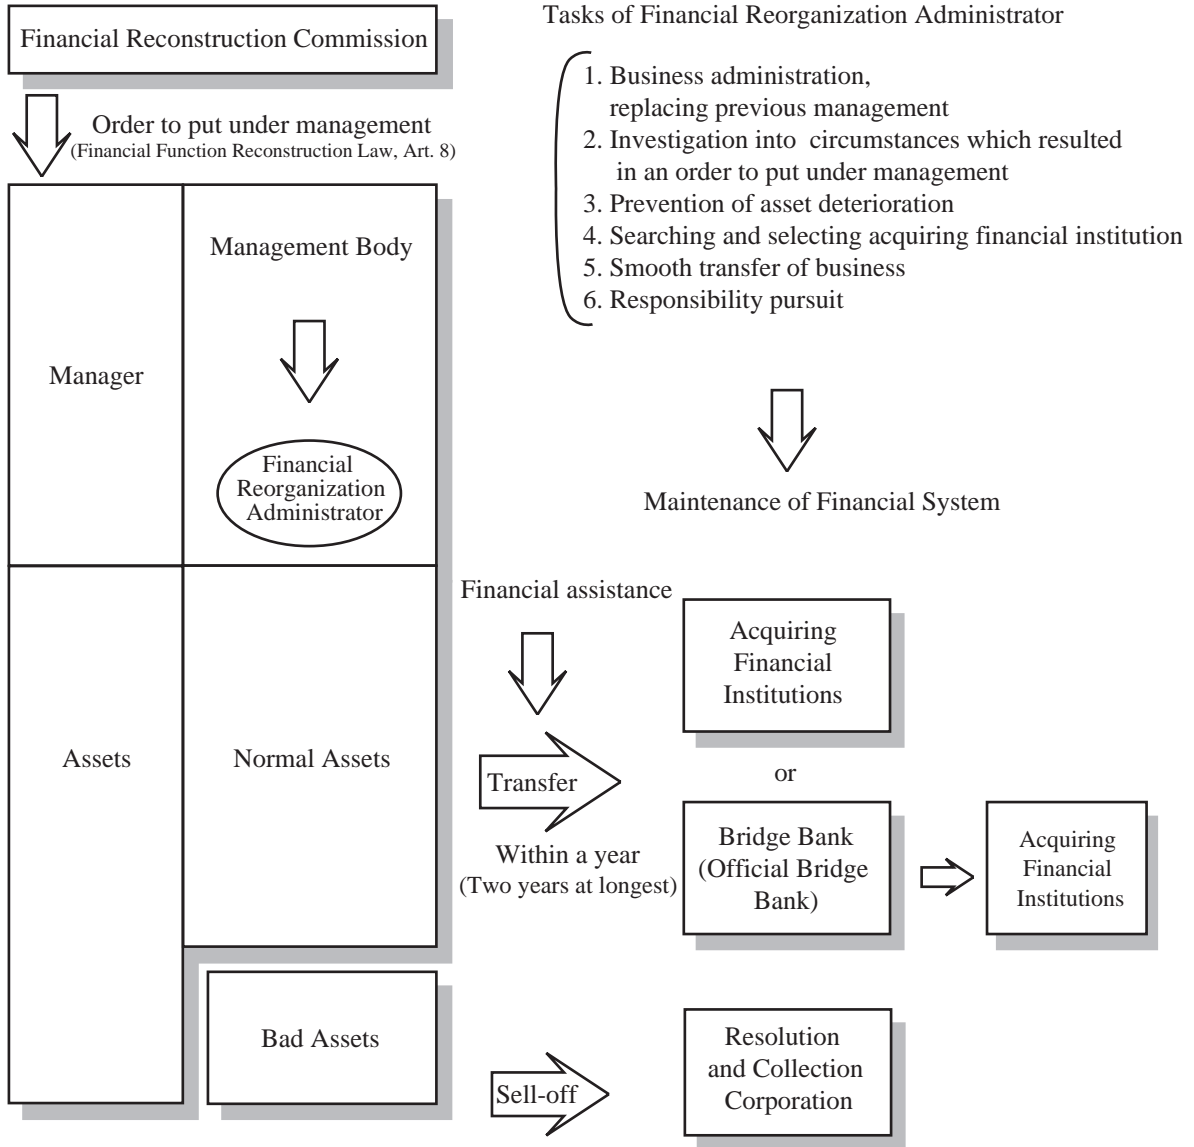 Financial Reconstruction Commission
Order to put under management
(Financial Function Reconstruction Law, Art. 8)
Tasks of Financial Reorganization Administrator
1. Business administration,
replacing previous management
2. Investigation into circumstances which resulted
in an order to put under management
3. Prevention of asset deterioration
4. Searching and selecting acquiring financial institution
5. Smooth transfer of business
6. Responsibility pursuit
Maintenance of Financial System
Manager
Management Body
Financial
Reorganization
Administrator
Assets
Normal Assets
Financial assistance
Transfer
Within a year
(Two years at longest)
Acquiring
Financial
Institutions
or
Bridge Bank
(Official Bridge
Bank)
Acquiring
Financial
Institutions
Bad Assets
Sell-off
Resolution
and Collection
Corporation